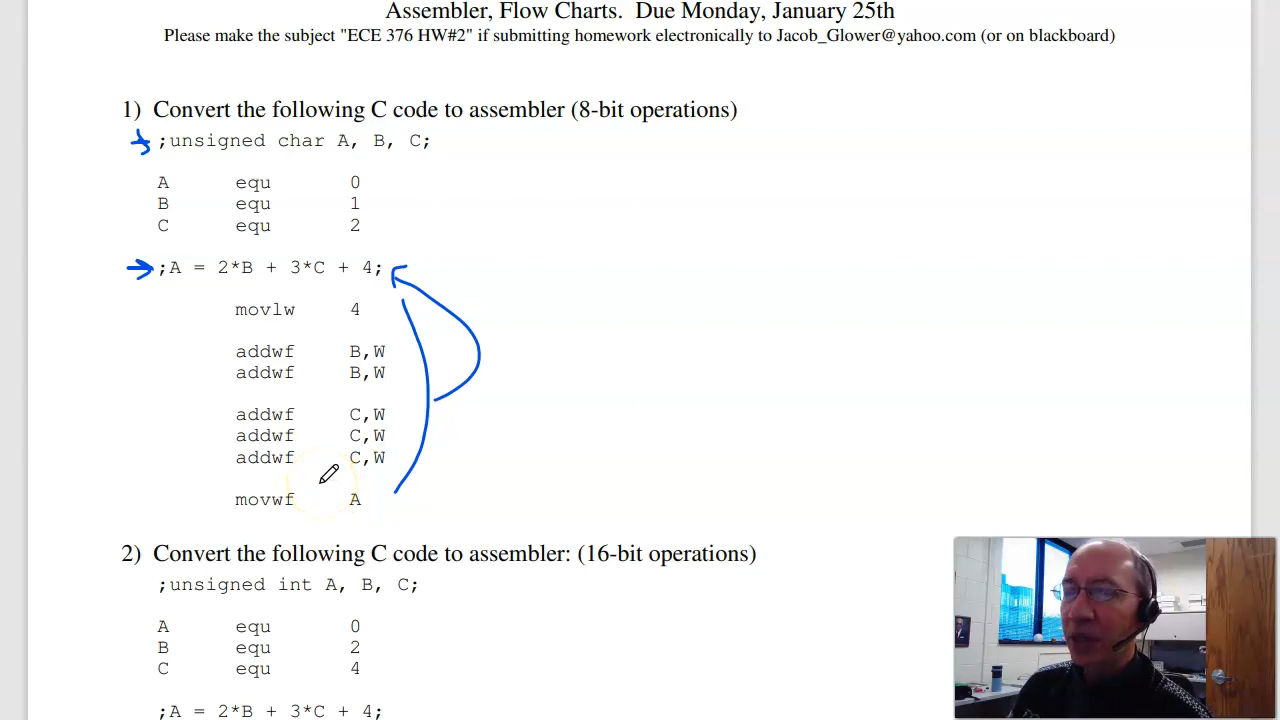 Assembler, Flow Charts. Due Monday, January 25th
Please make the subject "ECE 376 HW#2" if submitting homework electronically to Jacob_Glower@yahoo.com (or on blackboard)
1) Convert the following C code to assembler (8-bit operations)
;unsigned char A, B, C;
A equ 0
B equ 1
C equ 2
;A = 2*B + 3*C + 4;
movlw 4
addwf B,W
addwf B,W
addwf C,W
addwf C,W
addwf C,W
movwf A
2) Convert the following C code to assembler: (16-bit operations)
;unsigned int A, B, C;
A equ 0
B equ 2
C equ 4
;A = 2*B + 3*C + 4;